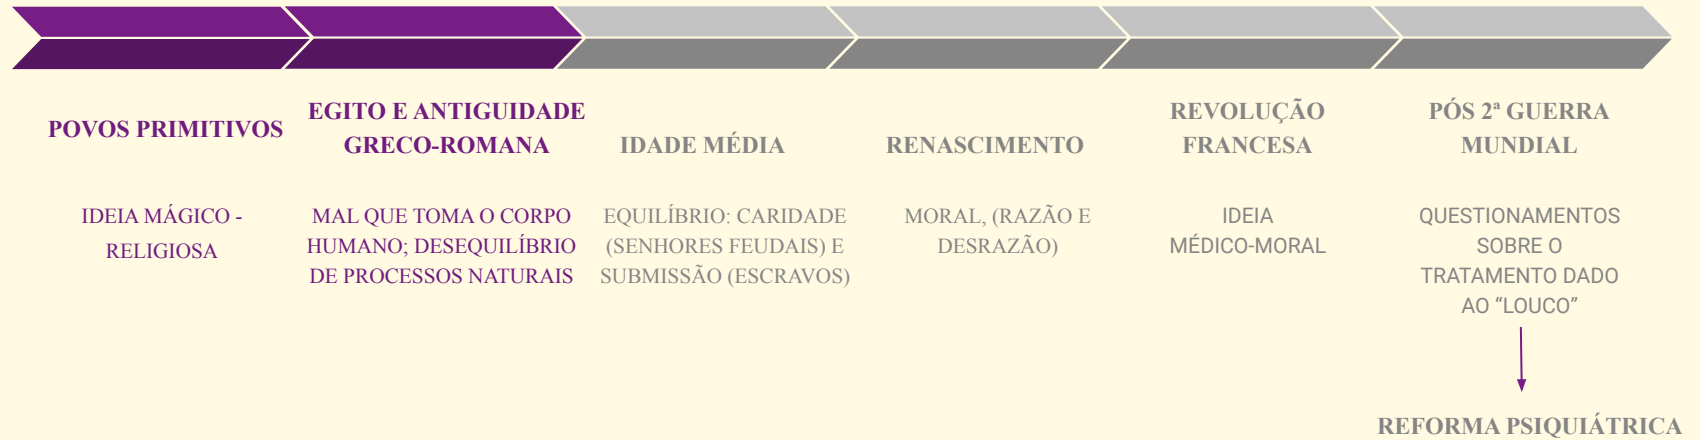 POVOS PRIMITIVOS
IDEIA MÁGICO -
RELIGIOSA
EGITO E ANTIGUIDADE
GRECO-ROMANA
MAL QUE TOMA O CORPO
HUMANO; DESEQUILÍBRIO
DE PROCESSOS NATURAIS
IDADE MÉDIA
EQUILÍBRIO: CARIDADE
(SENHORES FEUDAIS) E
SUBMISSÃO (ESCRAVOS)
RENASCIMENTO
MORAL, (RAZÃO E
DESRAZÃO)
REVOLUÇÃO
FRANCESA
IDEIA
MÉDICO-MORAL
PÓS 2ª GUERRA
MUNDIAL
QUESTIONAMENTOS
SOBRE O
TRATAMENTO DADO
AO “LOUCO”
REFORMA PSIQUIÁTRICA